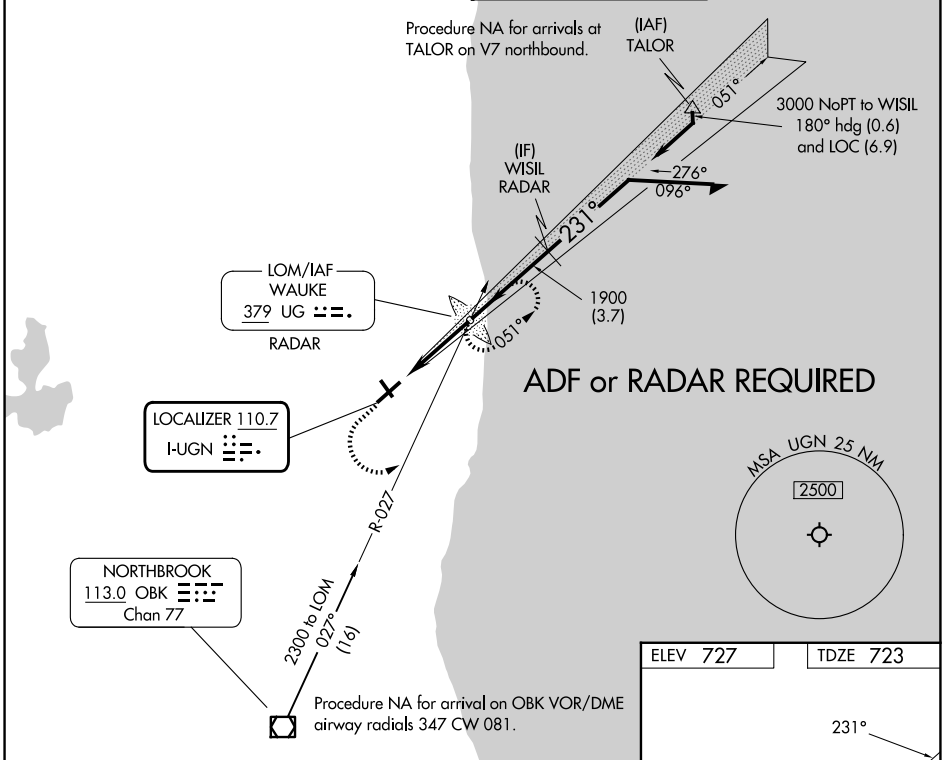 Procedure NA for arrivals at
TALOR on V7 northbound.
(IAF)
TALOR
051°
3000 NoPT to WISIL
180° hdg (0.6)
and LOC (6.9)
(IF)
WISIL
RADAR
276°
096°
231°
LOM/IAF
WAUKE
379 UG
RADAR
1900
(3.7)
051°
ADF or RADAR REQUIRED
LOCALIZER 110.7
I-UGN
MSA UGN 25 NM
2500
R-027
NORTHBROOK
113.0 OBK
Chan 77
2300 to LOM
027°
(16)
Procedure NA for arrival on OBK VOR/DME
airway radials 347 CW 081.
ELEV 727
TDZE 723
231°